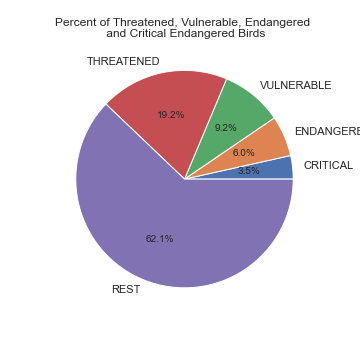 Percent of Threatened, Vulnerable, Endangered
and Critical Endangered Birds
THREATENED
VULNERABLE
19.2%
9.2%
ENDANGERE
6.0%
CRITICAL
3.5%
62.1%
REST